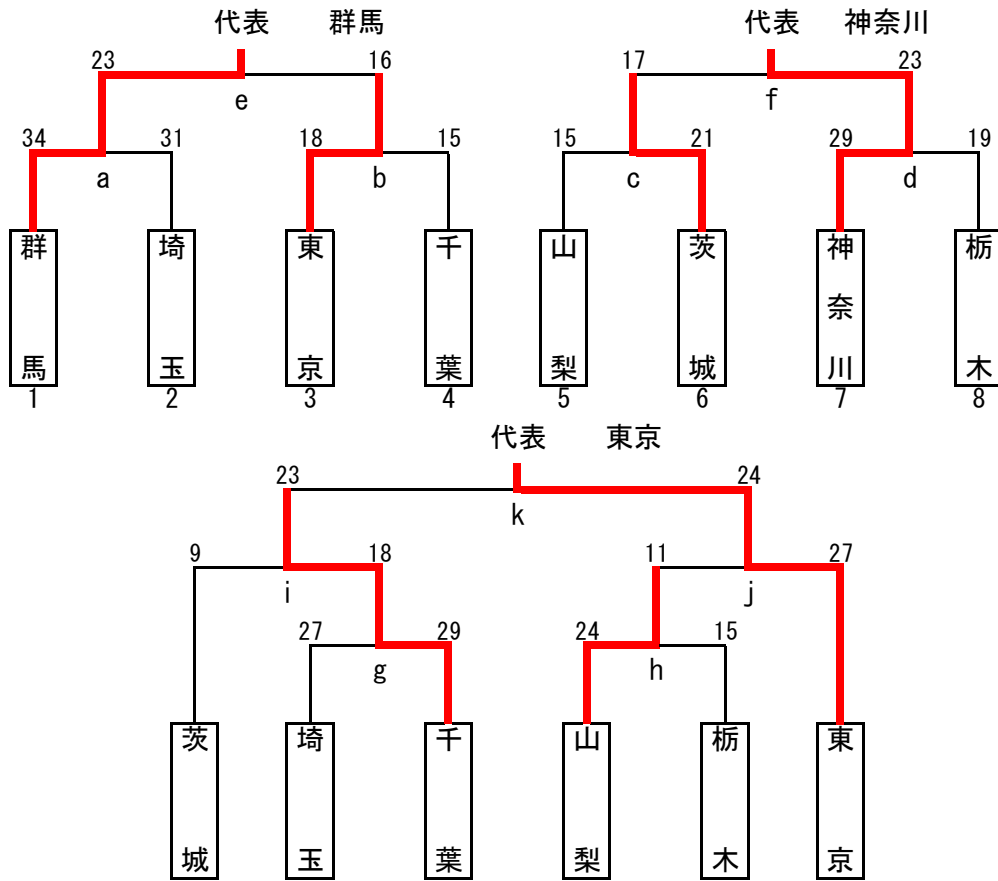 代表 群馬 代表 神奈川
23 16 17 23
e f
34 31 18 15 15 21 29 19
a b c d
群馬 埼玉 東京 千葉 山梨 茨城 神奈川 栃木
1 2 3 4 5 6 7 8
代表 東京
23 24
k
9 18 11 27
i j
27 29 24 15
g h
茨城 埼玉 千葉 山梨 栃木 東京